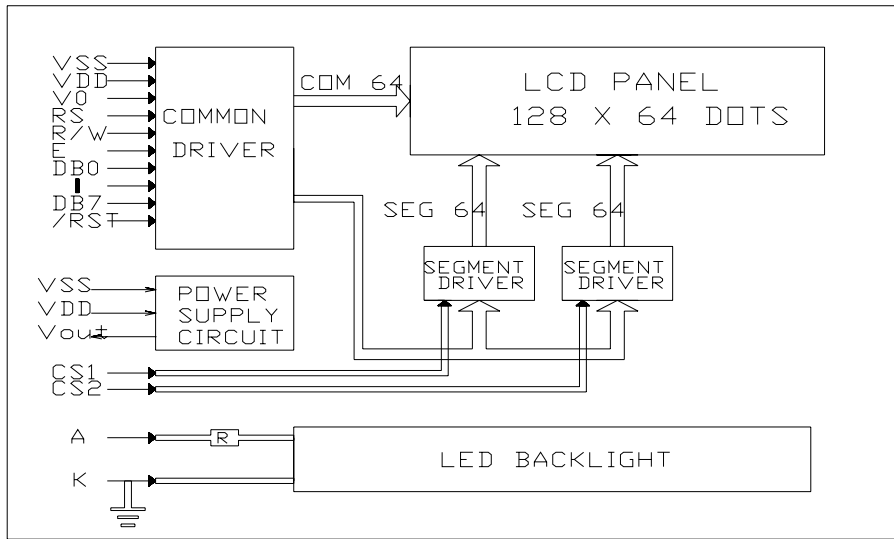 VSS
VDD
V0
RS
R/W
E
DB0
DB7
/RST
COMMON
DRIVER
COM 64
LCD PANEL
128 X 64 DOTS
SEG 64
SEG 64
SEGMENT
DRIVER
SEGMENT
DRIVER
VSS
VDD
Vout
POWER
SUPPLY
CIRCUIT
CS1
CS2
A
R
LED BACKLIGHT
K